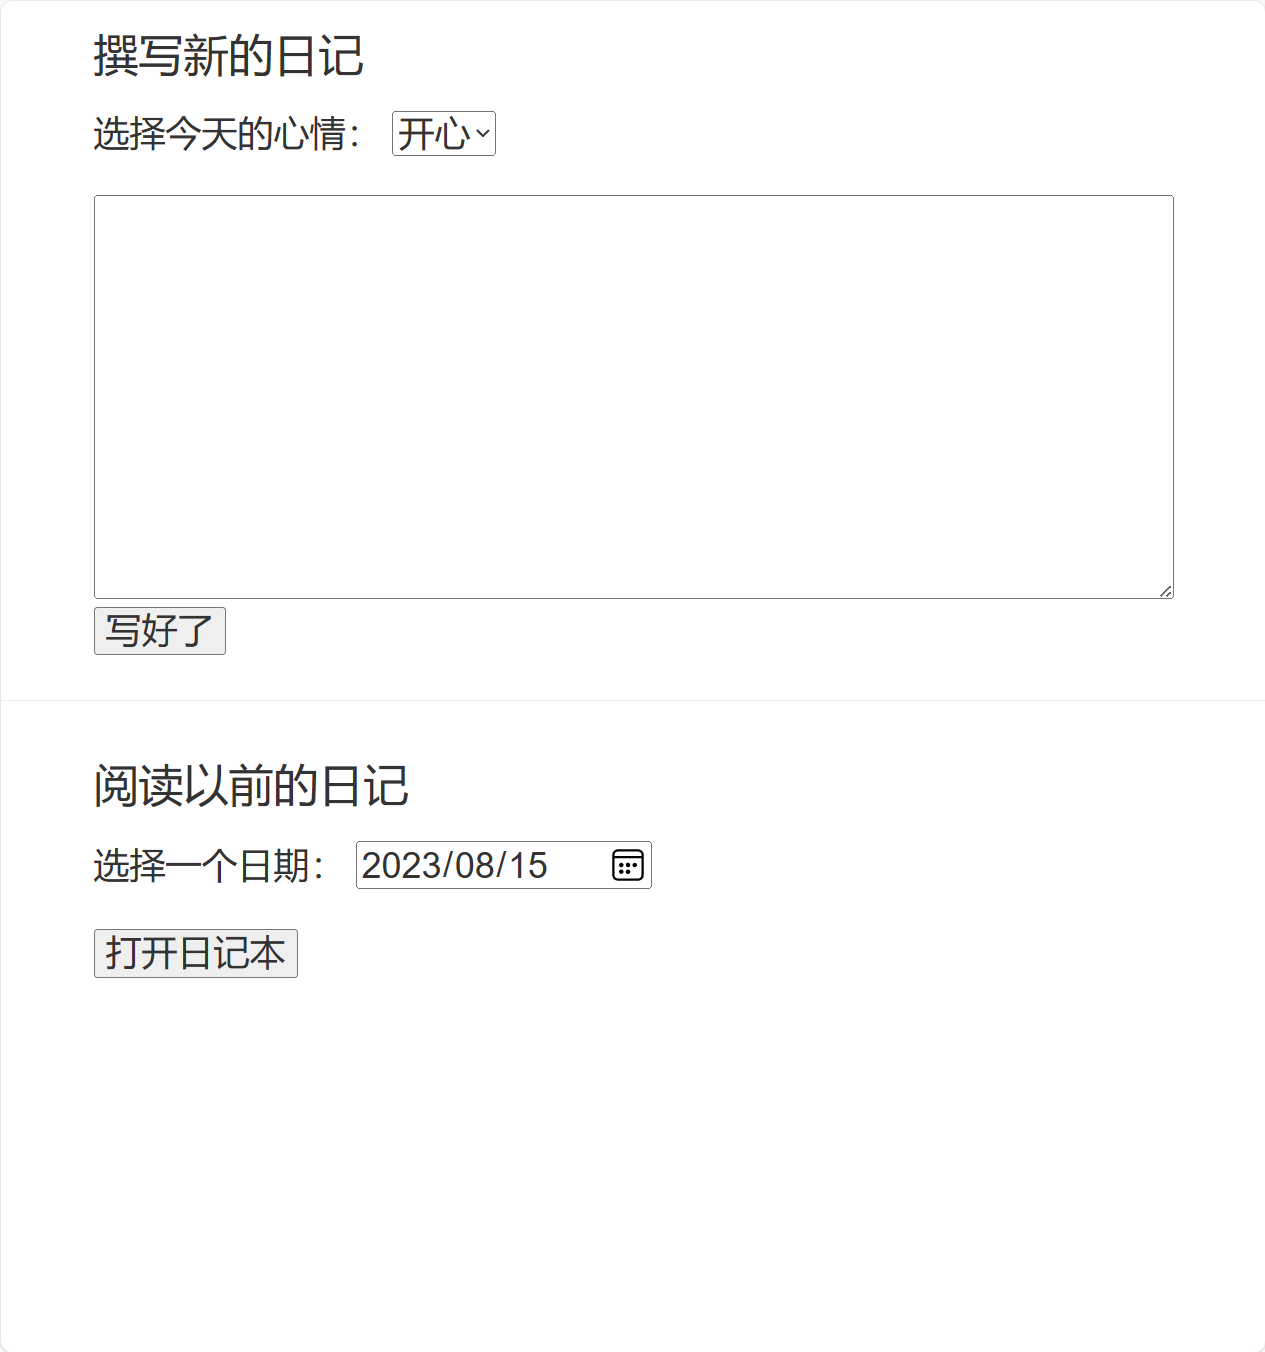 撰写新的日记
选择今天的心情： 开心
写好了
阅读以前的日记
选择一个日期： 2023/08/15
打开日记本